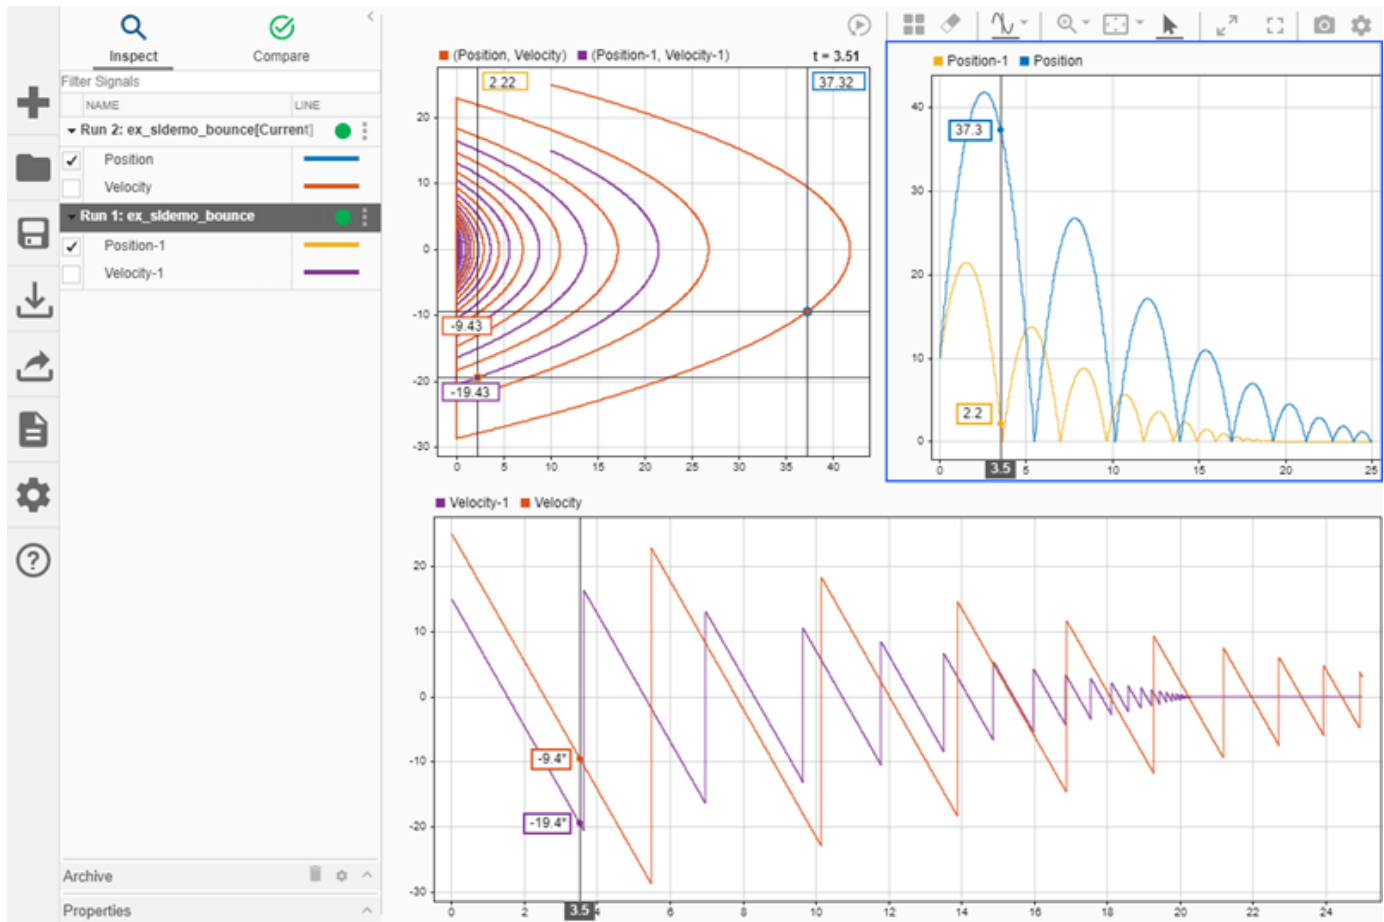 Inspect
Compare
Filter Signals
NAME LINE
Run 2: ex_sldemo_bounce[Current]
Position
Velocity
Run 1: ex_sldemo_bounce
Position-1
Velocity-1
Archive
Properties
(Position, Velocity) (Position-1, Velocity-1) t = 3.51
2.22 37.32
20
10
0
-10
-9.43
-20
-19.43
-30
0 5 10 15 20 25 30 35 40
Position-1 Position
40
37.3
30
20
10
2.2
0
0 3.5 5 10 15 20 25
Velocity-1 Velocity
20
10
0
-9.4*
-10
-19.4*
-20
-30
0 2 3.5 4 6 8 10 12 14 16 18 20 22 24